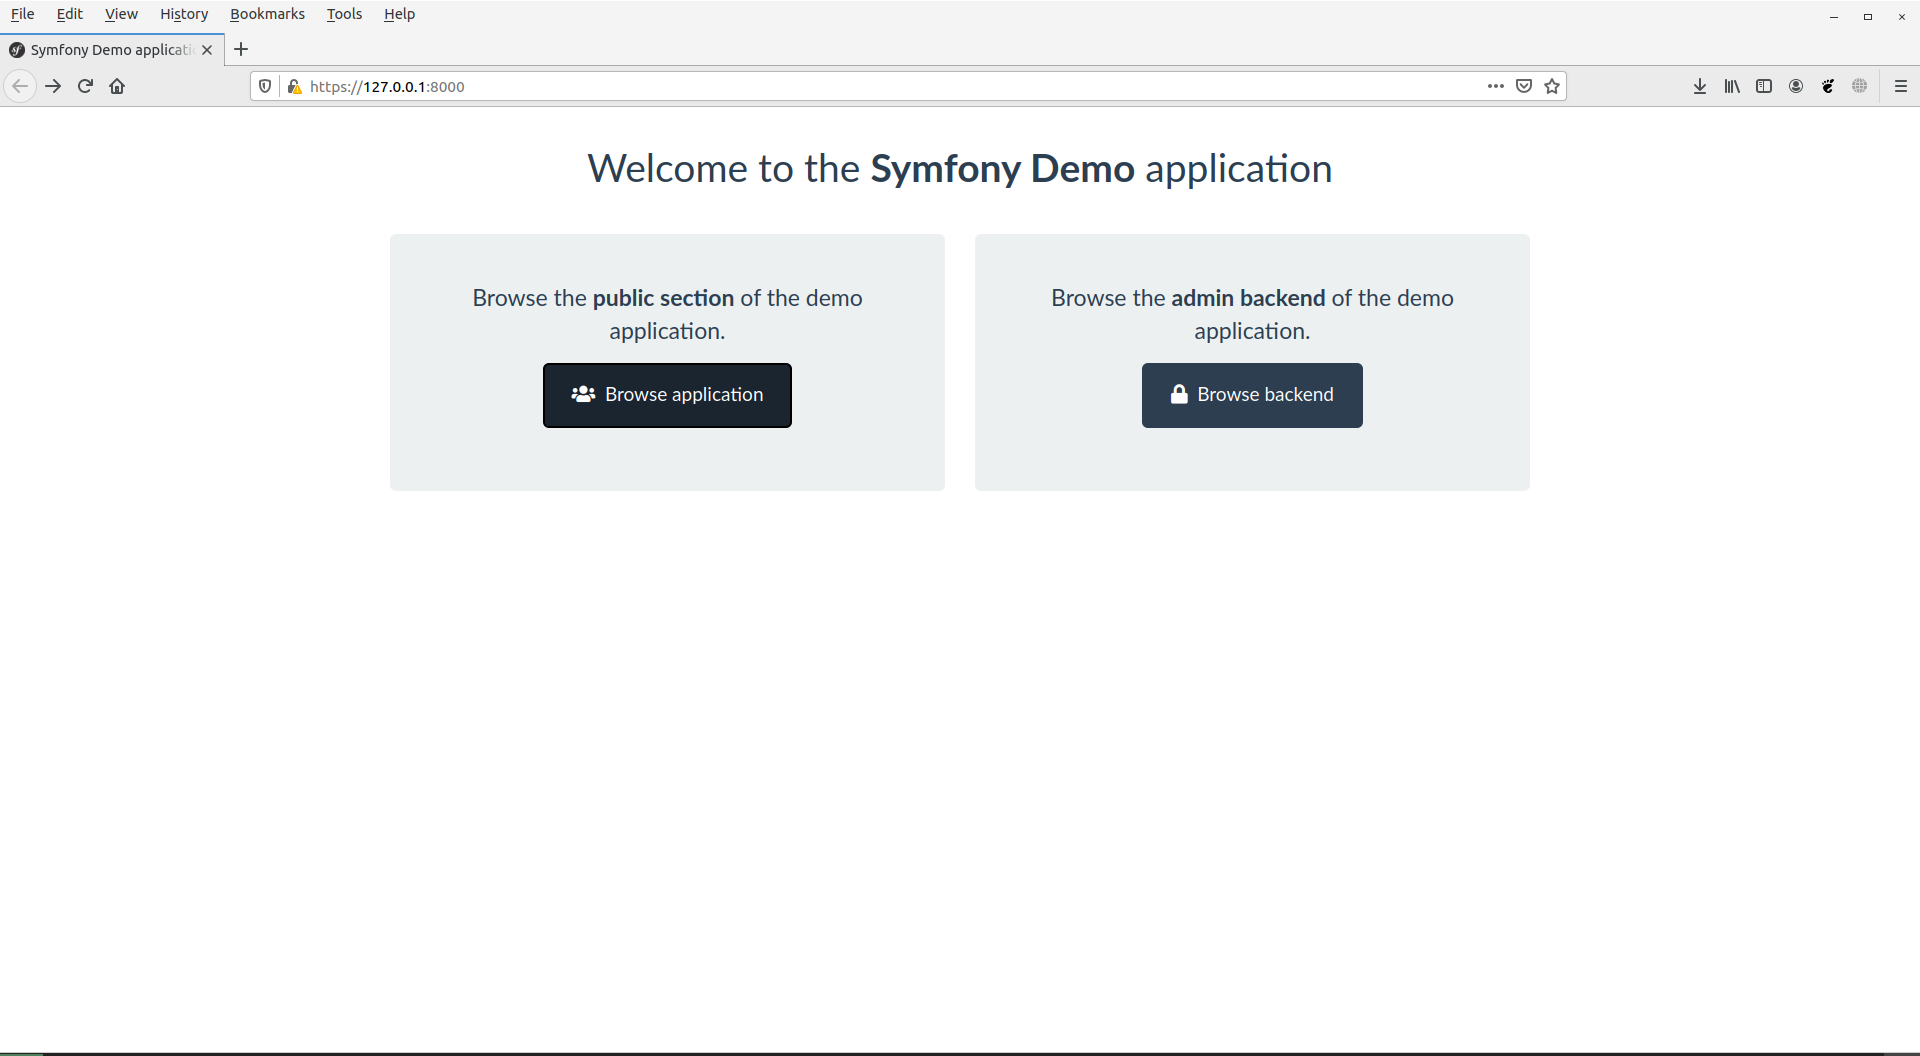 File Edit View History Bookmarks Tools Help
Symfony Demo applicati
https://127.0.0.1:8000
Welcome to the Symfony Demo application
Browse the public section of the demo
application.
Browse application
Browse the admin backend of the demo
application.
Browse backend